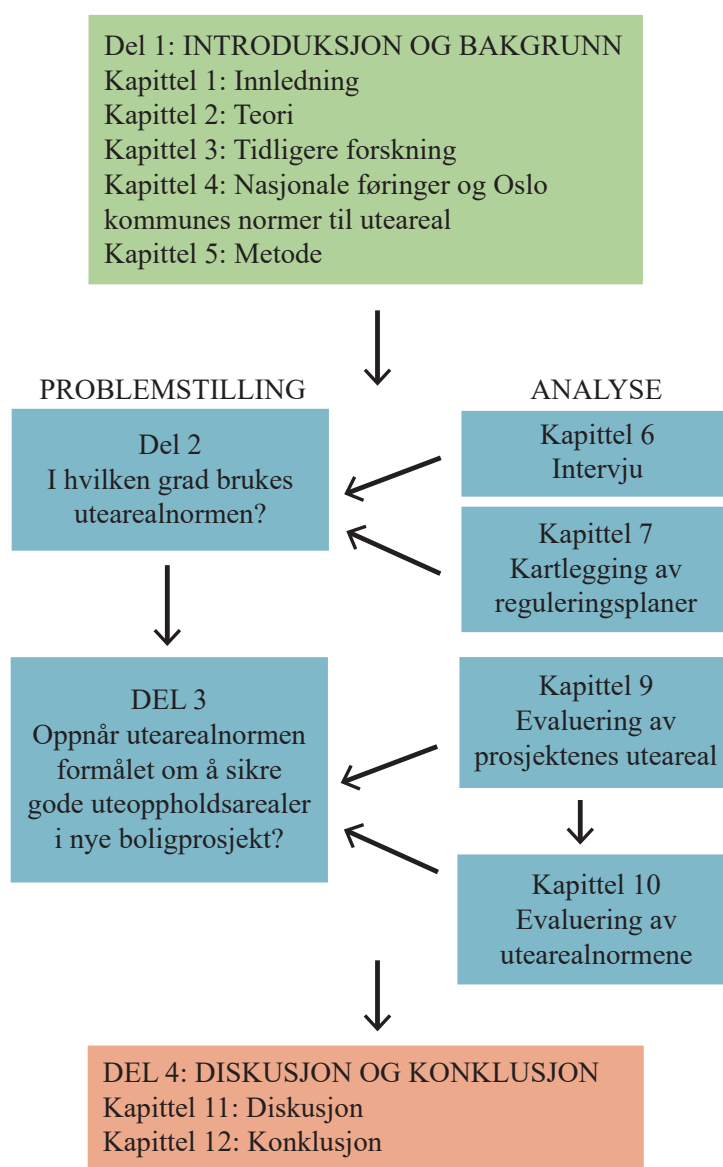 Del 1: INTRODUKSJON OG BAKGRUNN
Kapittel 1: Innledning
Kapittel 2: Teori
Kapittel 3: Tidligere forskning
Kapittel 4: Nasjonale føringer og Oslo
kommunes normer til uteareal
Kapittel 5: Metode
PROBLEMSTILLING
Del 2
I hvilken grad brukes
utearealnormen?
DEL 3
Oppnår utearealnormen
formålet om å sikre
gode uteoppholdsarealer
i nye boligprosjekt?
ANALYSE
Kapittel 6
Intervju
Kapittel 7
Kartlegging av
reguleringsplaner
Kapittel 9
Evaluering av
prosjektenes uteareal
Kapittel 10
Evaluering av
utearealnormene
DEL 4: DISKUSJON OG KONKLUSJON
Kapittel 11: Diskusjon
Kapittel 12: Konklusjon